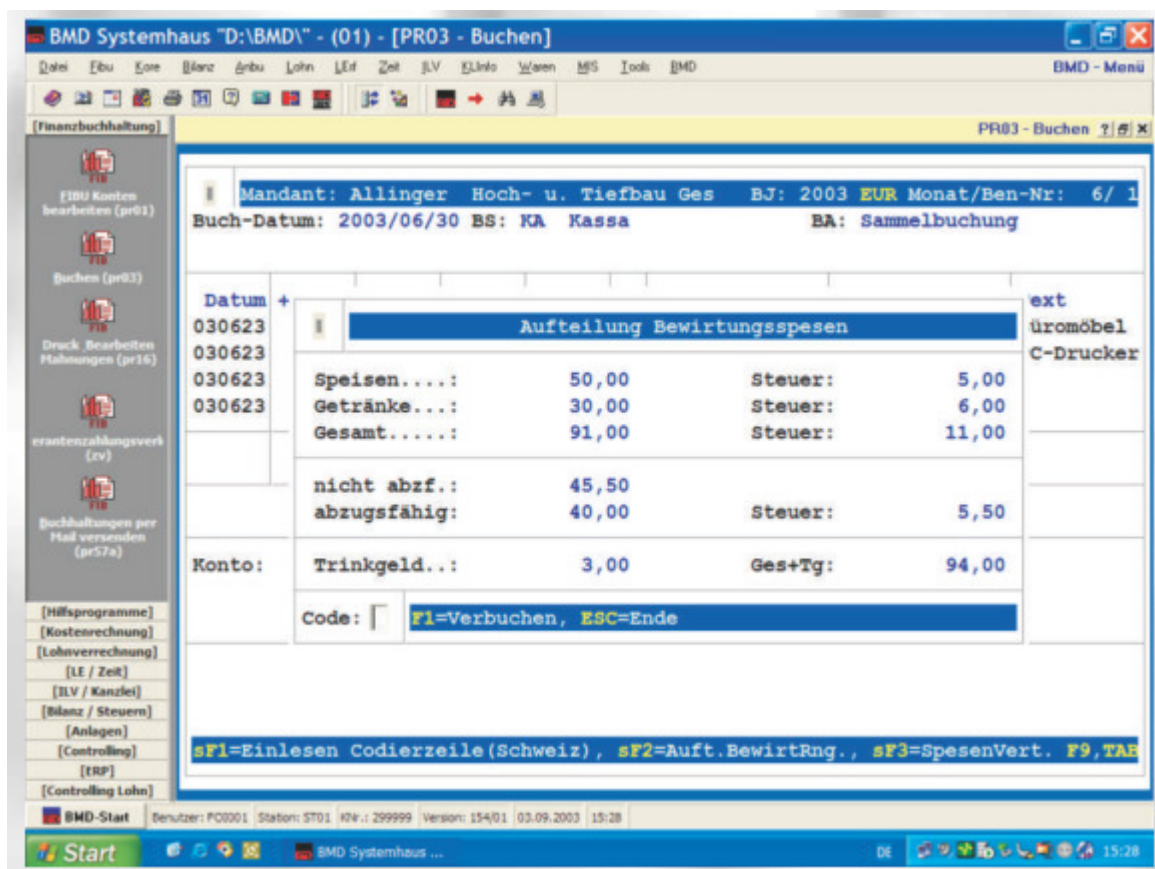 BMD Systemhaus "D:\BMD\" - (01) - [PR03 - Buchen]
Datei Fibu Kore Bilanz Anbu Lohn LErf Zeit ILV KLInfo Waren MIS Tools BMD BMD - Menü
[Finanzbuchhaltung] PR03 - Buchen
FIBU Konten bearbeiten (pr01)
Buchen (pr03)
Druck_Bearbeiten Mahnungen (pr16)
erantenzahlungsverk (zv)
Buchhaltungen per Mail versenden (pr57a)
[Hilfsprogramme]
[Kostenrechnung]
[Lohnverrechnung]
[LE / Zeit]
[ILV / Kanzlei]
[Bilanz / Steuern]
[Anlagen]
[Controlling]
[ERP]
[Controlling Lohn]
Mandant: Allinger Hoch- u. Tiefbau Ges BJ: 2003 EUR Monat/Ben-Nr: 6/ 1
Buch-Datum: 2003/06/30 BS: KA Kassa BA: Sammelbuchung
Datum + ext
030623 üromöbel
030623 C-Drucker
030623
030623
Konto:
Aufteilung Bewirtungsspesen
Speisen....: 50,00 Steuer: 5,00
Getränke...: 30,00 Steuer: 6,00
Gesamt.....: 91,00 Steuer: 11,00
nicht abzf.: 45,50
abzugsfähig: 40,00 Steuer: 5,50
Trinkgeld..: 3,00 Ges+Tg: 94,00
Code: F1=Verbuchen, ESC=Ende
sF1=Einlesen Codierzeile(Schweiz), sF2=Auft.BewirtRng., sF3=SpesenVert. F9,TAB
BMD-Start Benutzer: PC0001 Station: ST01 KNr.: 299999 Version: 154/01 03.09.2003 15:28
Start BMD Systemhaus ... DE 15:28